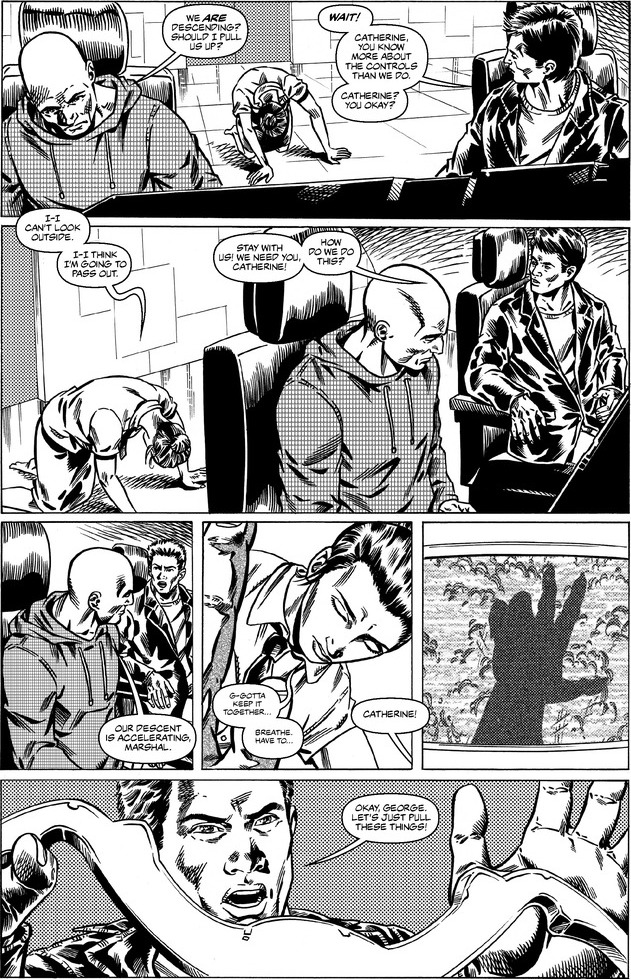 WE ARE
DESCENDING?
SHOULD I PULL
US UP?
WAIT!
CATHERINE,
YOU KNOW
MORE ABOUT
THE CONTROLS
THAN WE DO.
CATHERINE?
YOU OKAY?
I-I
CAN'T LOOK
OUTSIDE.
I-I THINK
I'M GOING TO
PASS OUT.
STAY WITH
US! WE NEED YOU,
CATHERINE!
HOW
DO WE DO
THIS?
OUR DESCENT
IS ACCELERATING,
MARSHAL.
G-GOTTA
KEEP IT
TOGETHER...
BREATHE.
HAVE TO...
CATHERINE!
OKAY, GEORGE.
LET'S JUST PULL
THESE THINGS!